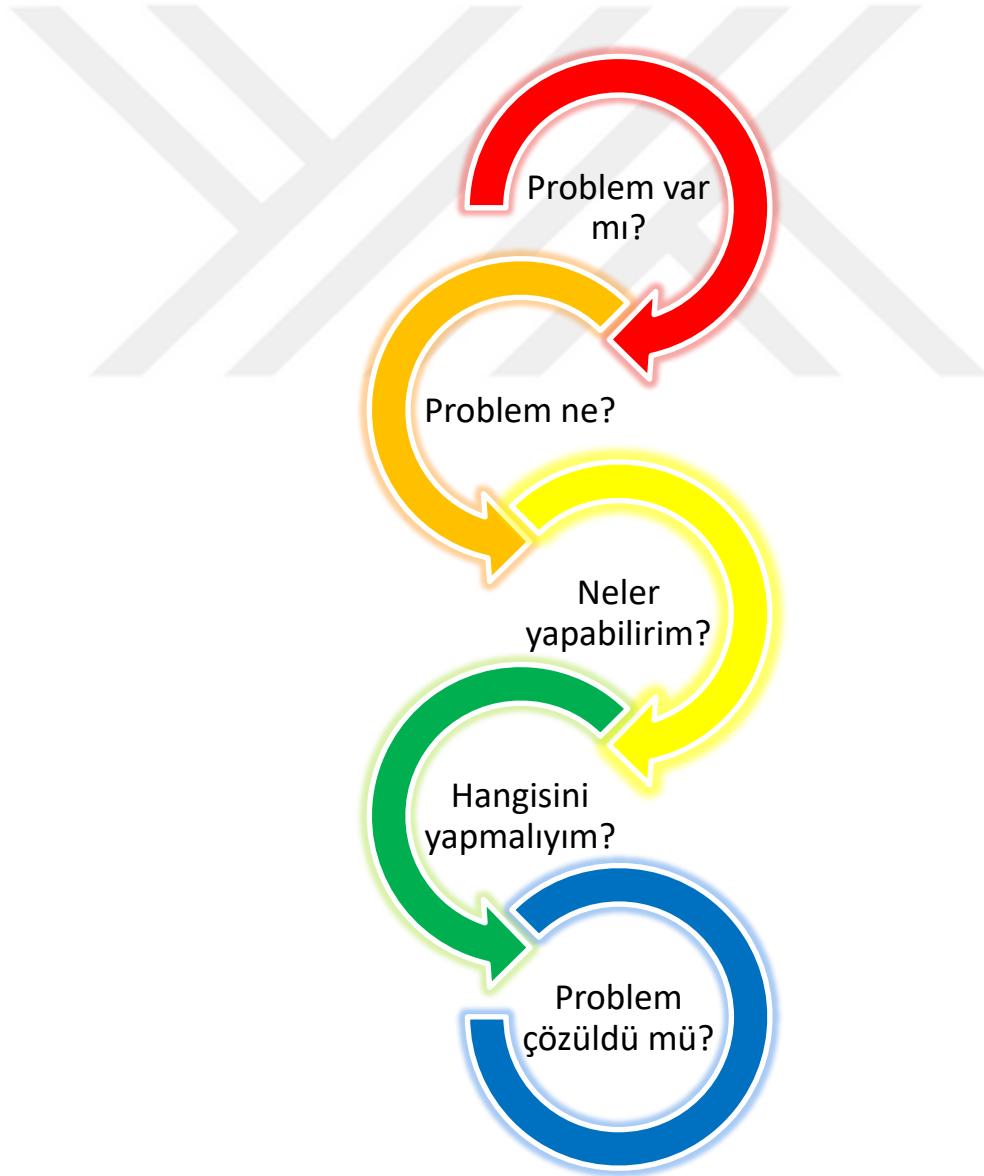 Problem var
mı?
Problem ne?
Neler
yapabilirim?
Hangisini
yapmalıyım?
Problem
çözüldü mü?